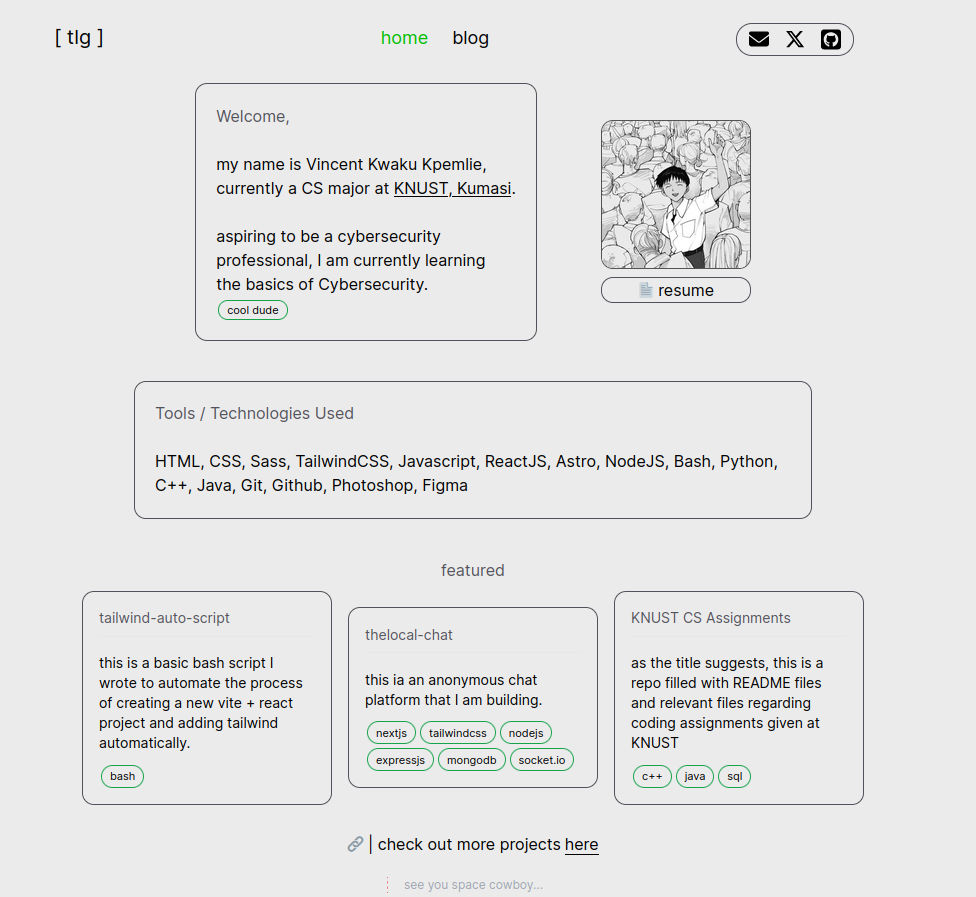 [ tlg ]
home blog
Welcome,
my name is Vincent Kwaku Kpemlie,
currently a CS major at KNUST, Kumasi.
aspiring to be a cybersecurity
professional, I am currently learning
the basics of Cybersecurity.
cool dude
resume
Tools / Technologies Used
HTML, CSS, Sass, TailwindCSS, Javascript, ReactJS, Astro, NodeJS, Bash, Python,
C++, Java, Git, Github, Photoshop, Figma
featured
tailwind-auto-script
this is a basic bash script I
wrote to automate the process
of creating a new vite + react
project and adding tailwind
automatically.
bash
thelocal-chat
this ia an anonymous chat
platform that I am building.
nextjs tailwindcss nodejs
expressjs mongodb socket.io
KNUST CS Assignments
as the title suggests, this is a
repo filled with README files
and relevant files regarding
coding assignments given at
KNUST
c++ java sql
| check out more projects here
see you space cowboy...